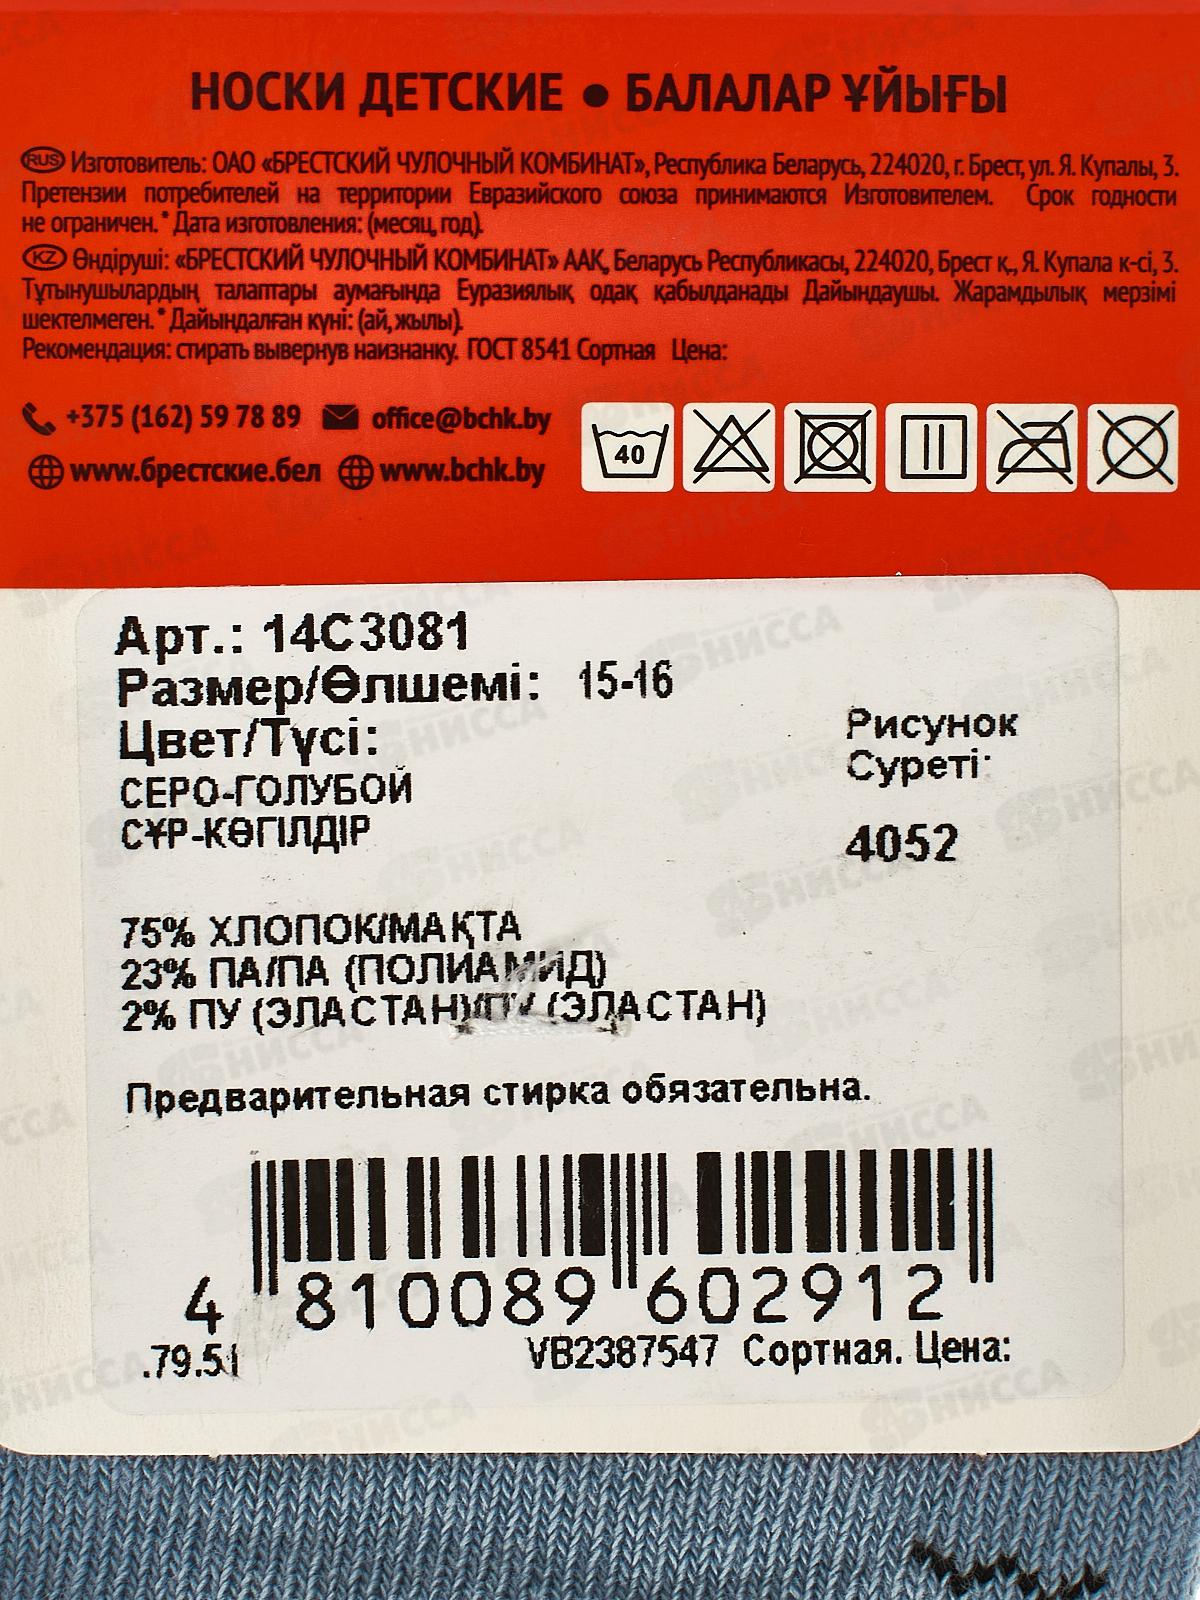 НОСКИ ДЕТСКИЕ • БАЛАЛАР ҰЙЫҒЫ
RUS Изготовитель: ОАО «БРЕСТСКИЙ ЧУЛОЧНЫЙ КОМБИНАТ», Республика Беларусь, 224020, г. Брест, ул. Я. Купалы, 3.
Претензии потребителей на территории Евразийского союза принимаются Изготовителем. Срок годности
не ограничен.* Дата изготовления: (месяц, год).
KZ Өндіруші: «БРЕСТСКИЙ ЧУЛОЧНЫЙ КОМБИНАТ» ААҚ, Беларусь Республикасы, 224020, Брест қ., Я. Купала к-сі, 3.
Тұтынушылардың талаптары аумағында Еуразиялық одақ қабылданады Дайындаушы. Жарамдылық мерзімі
шектелмеген.* Дайындалған күні: (ай, жылы).
Рекомендация: стирать вывернув наизнанку. ГОСТ 8541 Сортная Цена:
+375 (162) 59 78 89 office@bchk.by
www.брестские.бел www.bchk.by
40
Арт.: 14С3081
Размер/Өлшемі: 15-16
Цвет/Түсі:
СЕРО-ГОЛУБОЙ
СҰР-КӨГІЛДІР
Рисунок
Суреті:
4052
75% ХЛОПОК/МАҚТА
23% ПА/ПА (ПОЛИАМИД)
2% ПУ (ЭЛАСТАН)/ПУ (ЭЛАСТАН)
Предварительная стирка обязательна.
4 810089 602912
.79.51 VB2387547 Сортная. Цена: